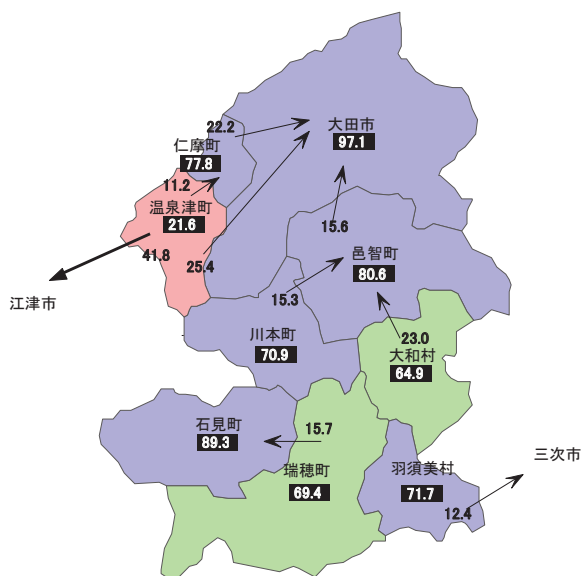 22.2
大田市
97.1
仁摩町
77.8
11.2
温泉津町
21.6
15.6
邑智町
80.6
41.8
25.4
15.3
江津市
川本町
70.9
23.0
大和村
64.9
石見町
89.3
15.7
瑞穂町
69.4
羽須美村
71.7
三次市
12.4